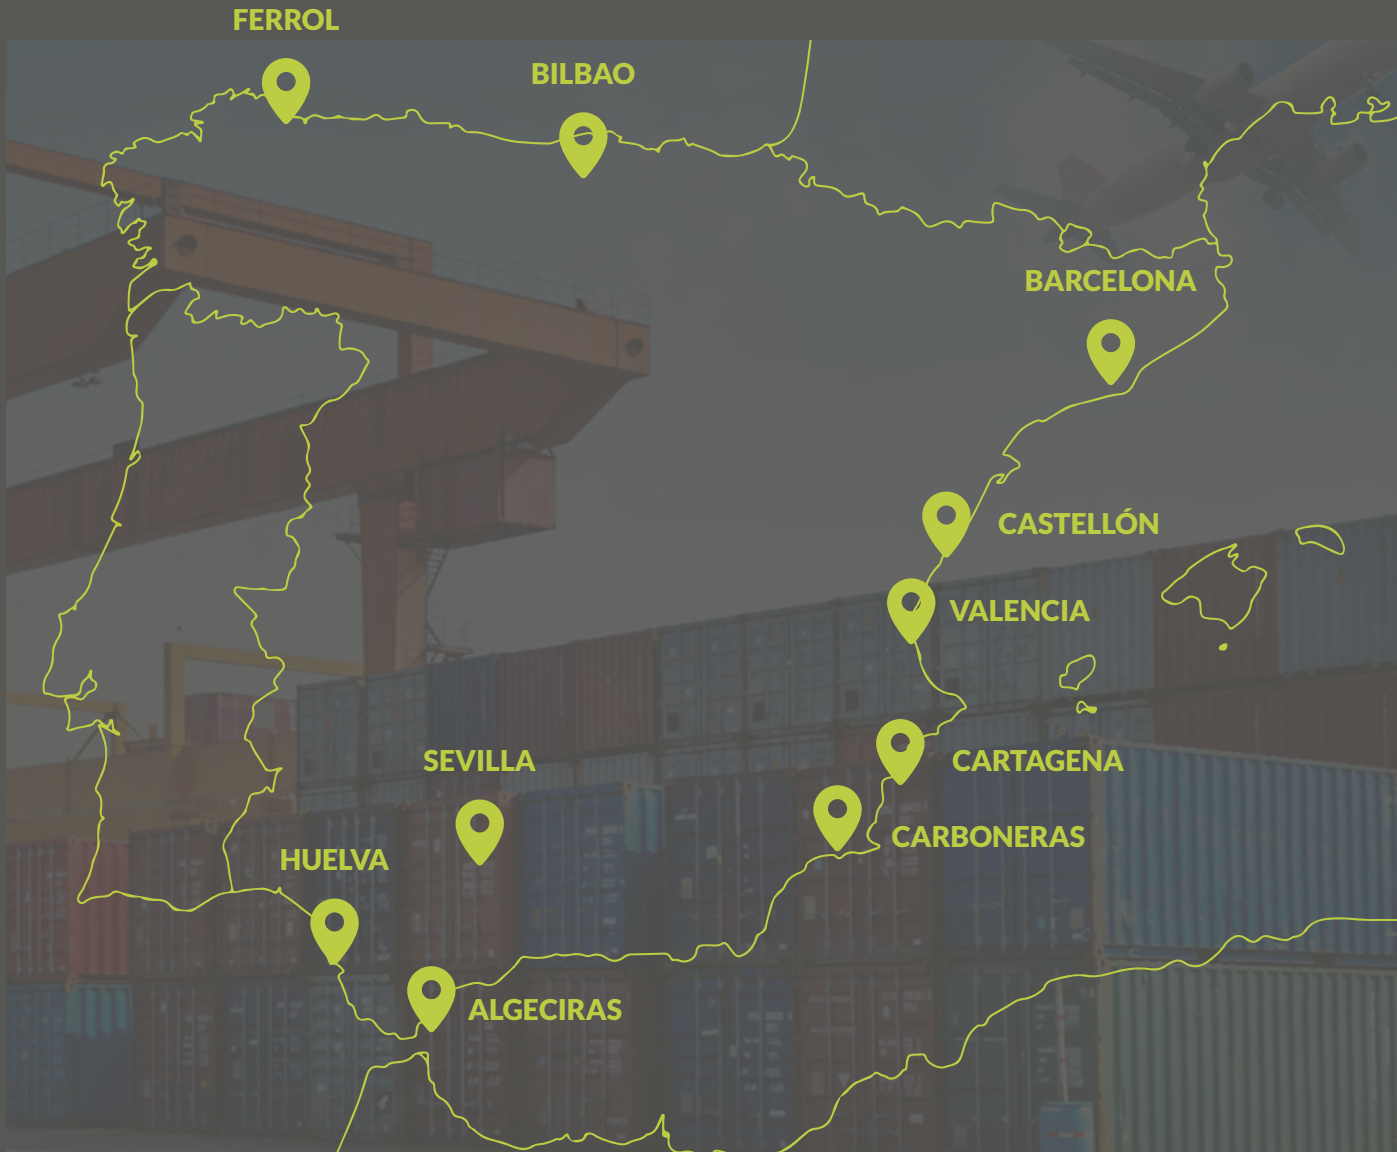 FERROL
BILBAO
BARCELONA
CASTELLÓN
VALENCIA
SEVILLA
CARTAGENA
CARBONERAS
HUELVA
ALGECIRAS